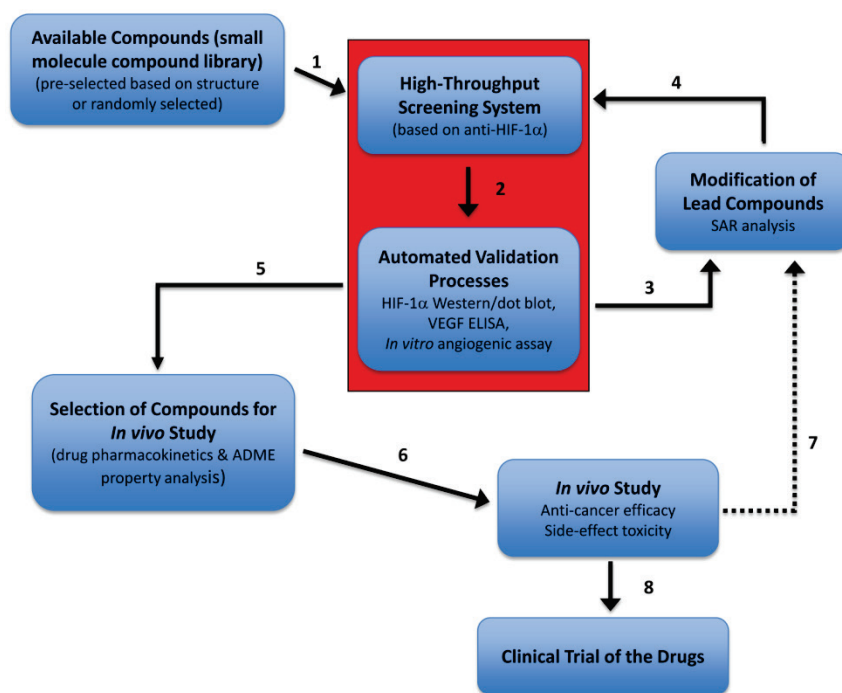 Available Compounds (small
molecule compound library)
(pre-selected based on structure
or randomly selected)
1
High-Throughput
Screening System
(based on anti-HIF-1α)
4
2
Modification of
Lead Compounds
SAR analysis
Automated Validation
Processes
HIF-1α Western/dot blot,
VEGF ELISA,
In vitro angiogenic assay
5
3
Selection of Compounds for
In vivo Study
(drug pharmacokinetics & ADME
property analysis)
6
7
In vivo Study
Anti-cancer efficacy
Side-effect toxicity
8
Clinical Trial of the Drugs